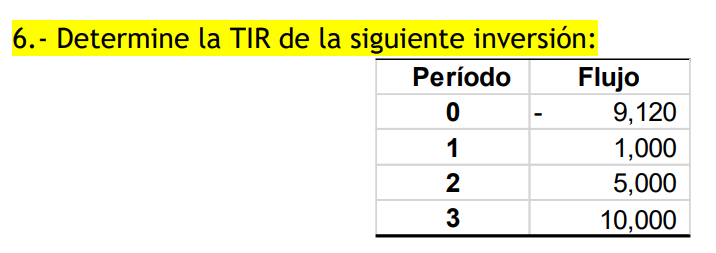 6.- Determine la TIR de la siguiente inversión:
Período Flujo
0 - 9,120
1 1,000
2 5,000
3 10,000